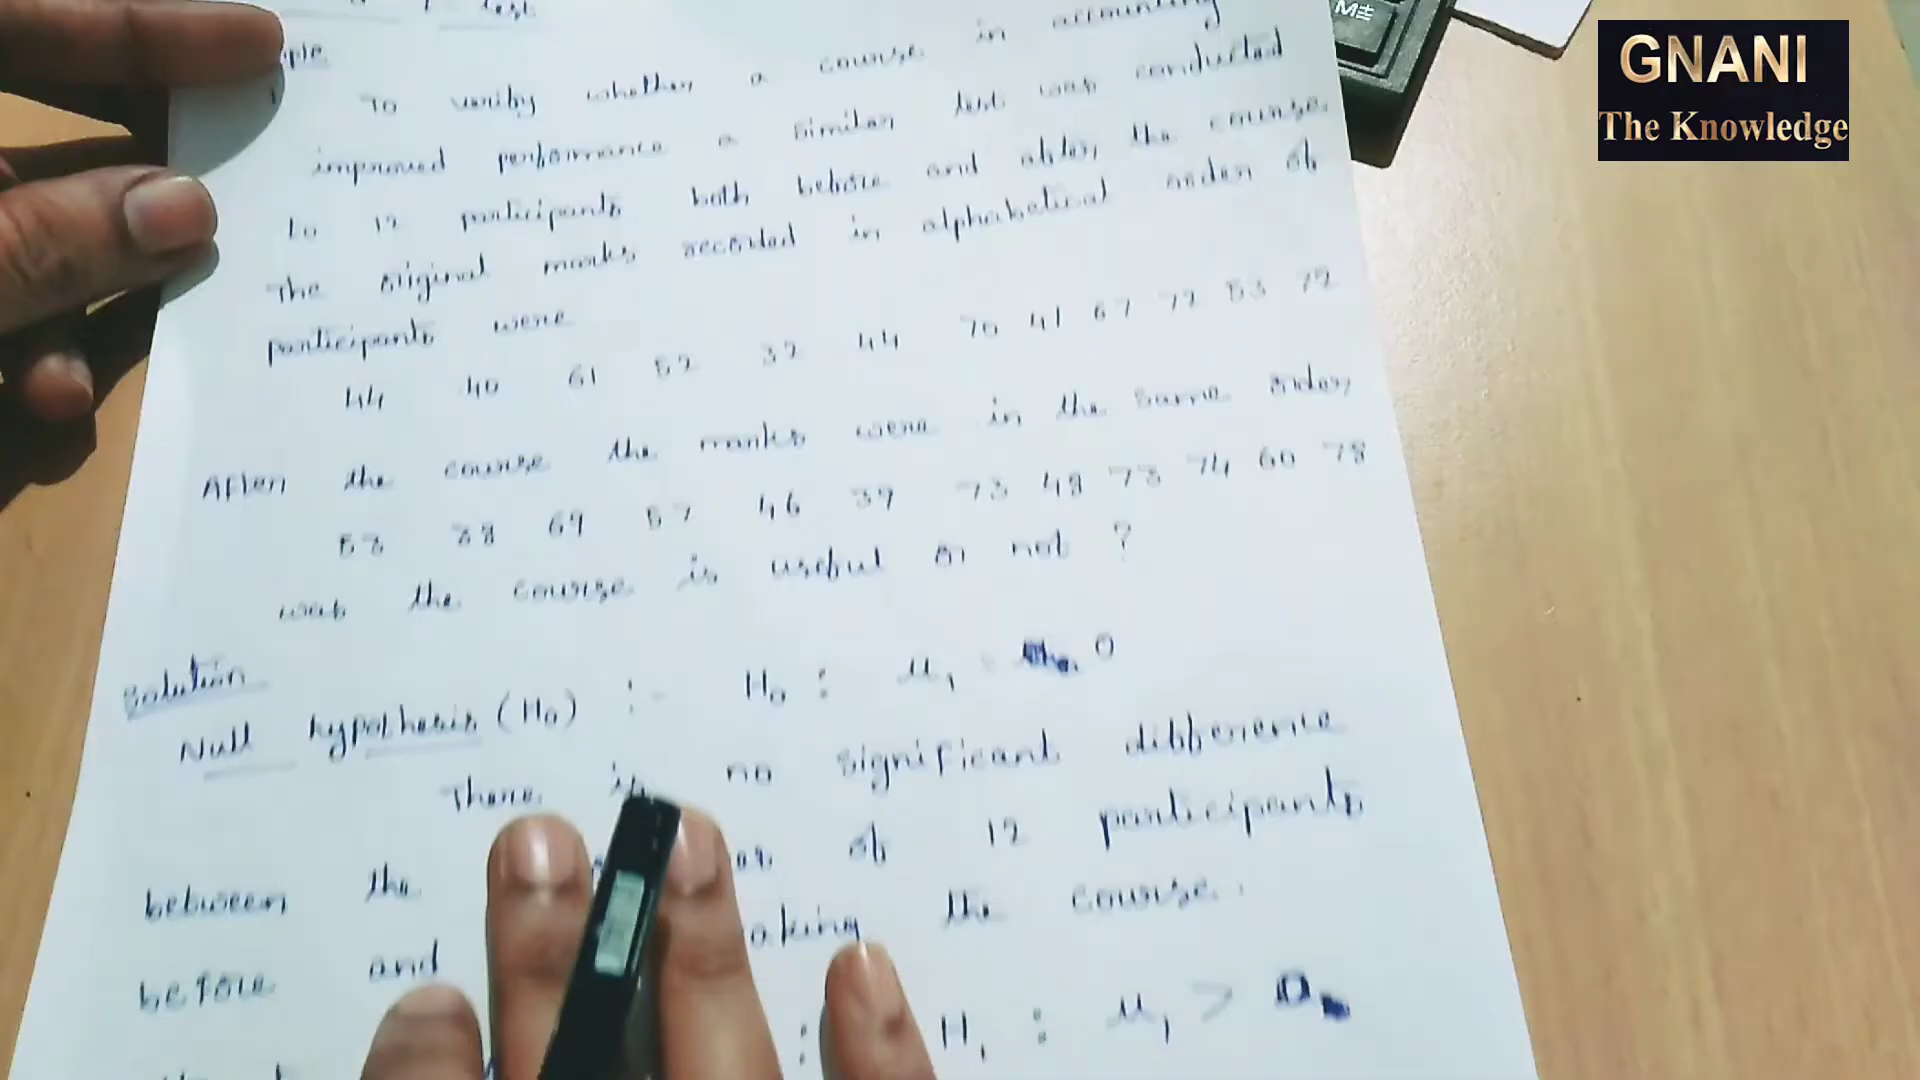 test
To verify whether a course in accounting
improved performance a similar test was conducted
to 12 participants both before and after the course
The original marks recorded in alphabetical order of
participants were
44 40 61 52 32 44 70 41 67 72 53 72
After the course the marks were in the same order,
53 38 69 57 46 39 73 48 73 74 60 78
was the course is useful or not ?
Solution
Null hypothesis (H0) :- H0 : μ1 = 0
There is no significant difference
between the of 12 participants
before and the course.
: H1 : μ1 > 0
ME
GNANI
The Knowledge